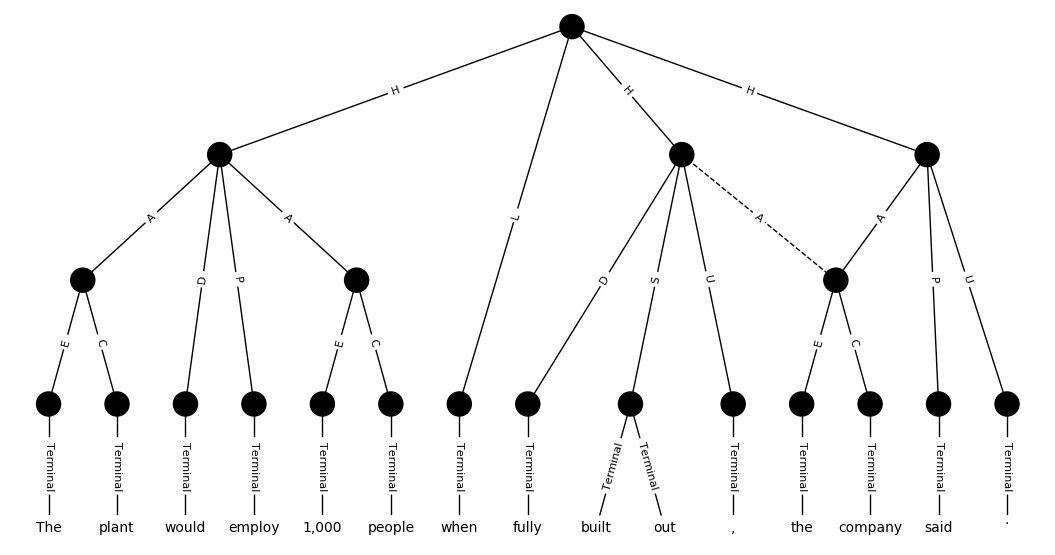 H H H
L
A D P A D S U A A P U
E C E C E C
Terminal Terminal Terminal Terminal Terminal Terminal Terminal Terminal Terminal Terminal Terminal Terminal Terminal Terminal Terminal
The plant would employ 1,000 people when fully built out , the company said .